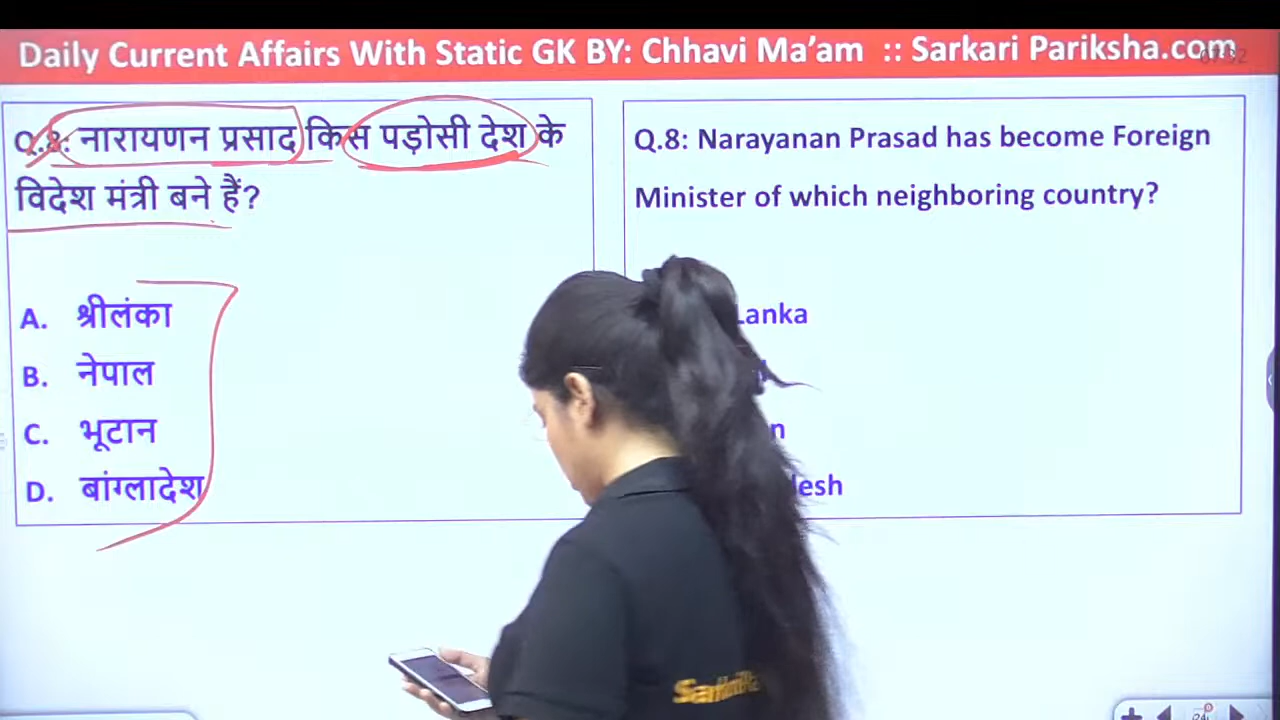 Daily Current Affairs With Static GK BY: Chhavi Ma’am :: Sarkari Pariksha.com
Q.8: नारायणन प्रसाद किस पड़ोसी देश के
विदेश मंत्री बने हैं?
A. श्रीलंका
B. नेपाल
C. भूटान
D. बांग्लादेश
Q.8: Narayanan Prasad has become Foreign
Minister of which neighboring country?
Lanka